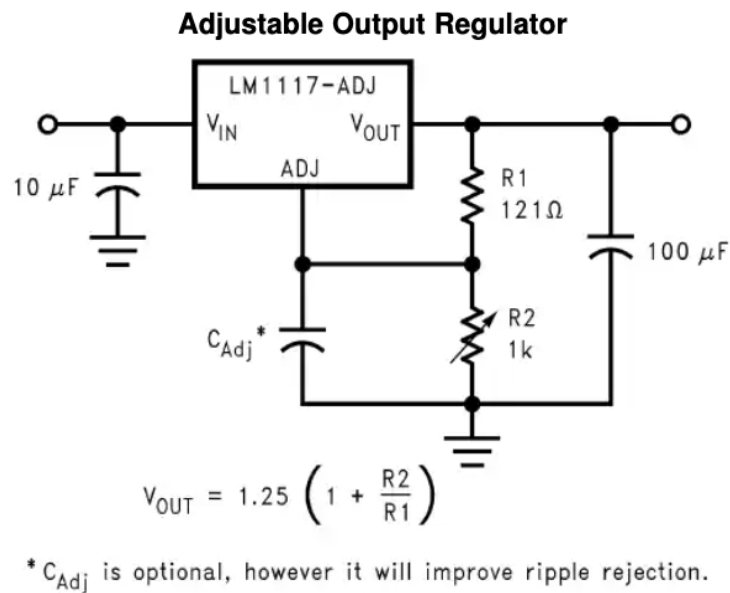 Adjustable Output Regulator
LM1117-ADJ
VIN
VOUT
ADJ
10 µF
R1
121Ω
100 µF
CAdj*
R2
1k
VOUT = 1.25 (1 + R2/R1)
* CAdj is optional, however it will improve ripple rejection.